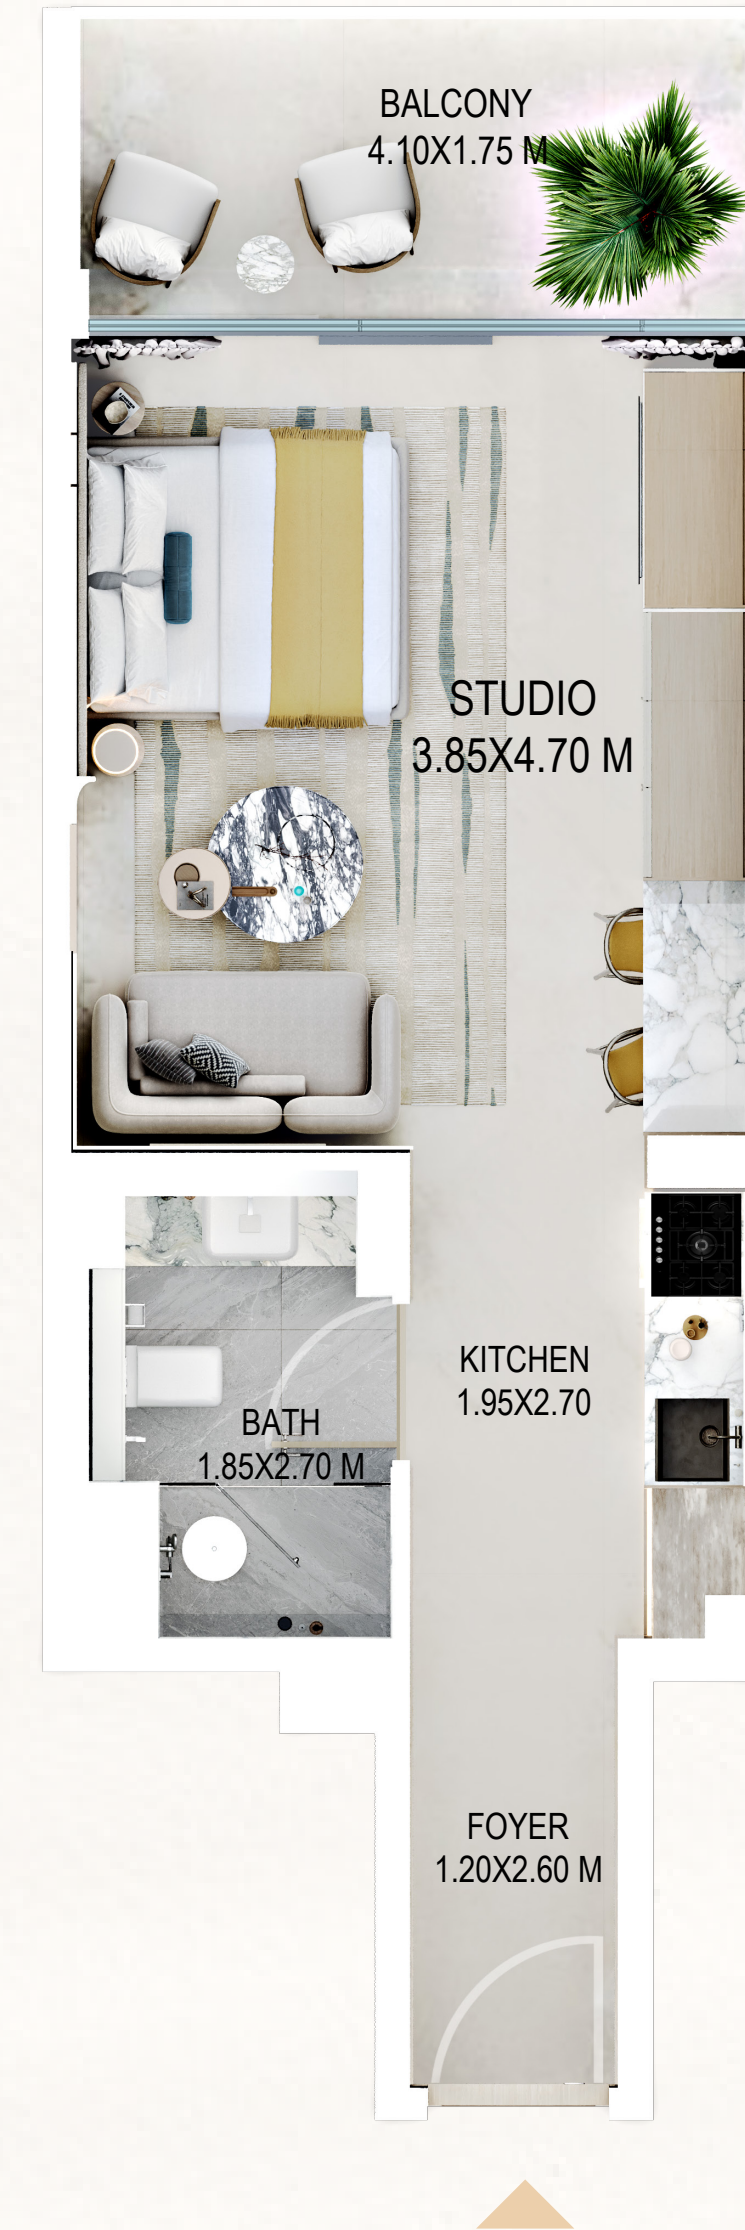 BALCONY
4.10X1.75 M
STUDIO
3.85X4.70 M
KITCHEN
1.95X2.70
BATH
1.85X2.70 M
FOYER
1.20X2.60 M